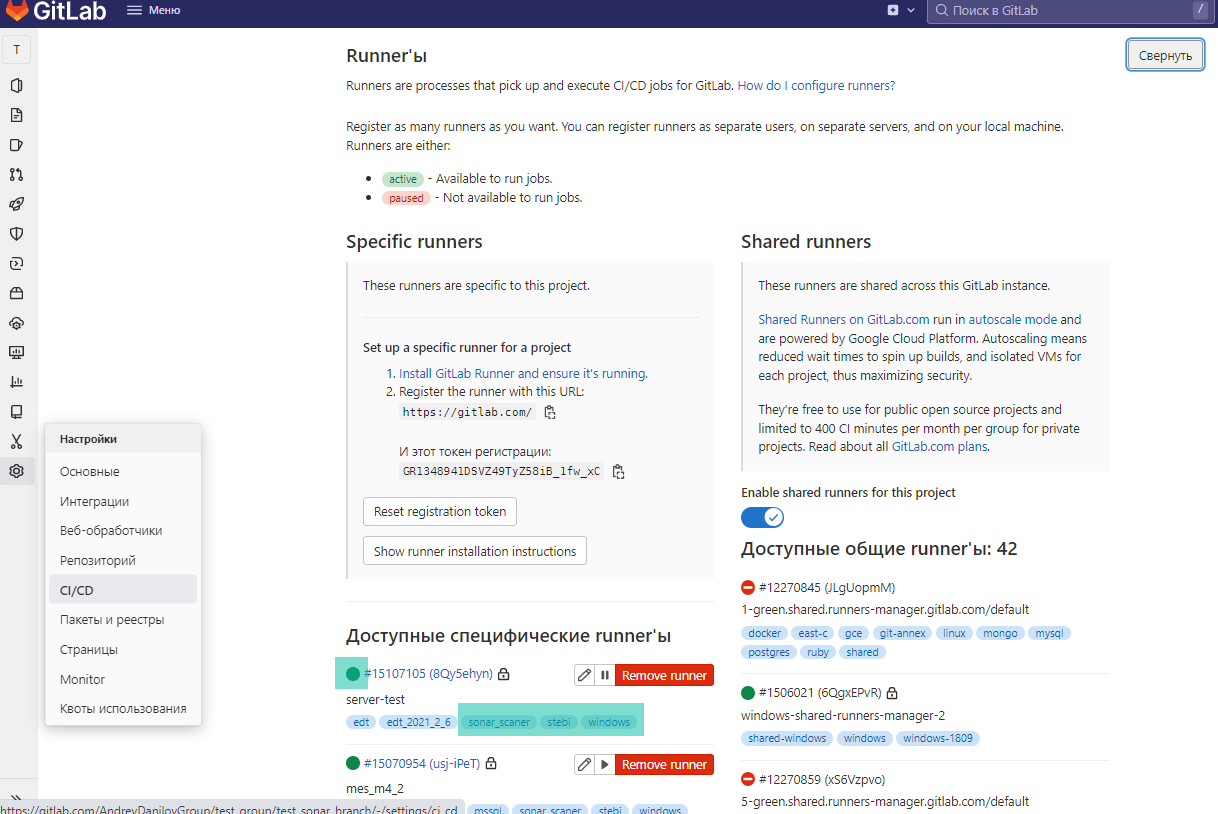 GitLab
Меню
Поиск в GitLab
/
T
Runner'ы
Свернуть
Runners are processes that pick up and execute CI/CD jobs for GitLab. How do I configure runners?
Register as many runners as you want. You can register runners as separate users, on separate servers, and on your local machine.
Runners are either:
active - Available to run jobs.
paused - Not available to run jobs.
Specific runners
These runners are specific to this project.
Set up a specific runner for a project
1. Install GitLab Runner and ensure it's running.
2. Register the runner with this URL:
https://gitlab.com/
И этот токен регистрации:
GR1348941DSVZ49TyZ58iB_1fw_xC
Reset registration token
Show runner installation instructions
Доступные специфические runner'ы
#15107105 (8Qy5ehyn)
Remove runner
server-test
edt edt_2021_2_6 sonar_scaner stebi windows
#15070954 (usj-iPeT)
Remove runner
mes_m4_2
mssql sonar_scaner stebi windows
Shared runners
These runners are shared across this GitLab instance.
Shared Runners on GitLab.com run in autoscale mode and
are powered by Google Cloud Platform. Autoscaling means
reduced wait times to spin up builds, and isolated VMs for
each project, thus maximizing security.
They're free to use for public open source projects and
limited to 400 CI minutes per month per group for private
projects. Read about all GitLab.com plans.
Enable shared runners for this project
Доступные общие runner'ы: 42
#12270845 (JLgUopmM)
1-green.shared.runners-manager.gitlab.com/default
docker east-c gce git-annex linux mongo mysql
postgres ruby shared
#1506021 (6QgxEPvR)
windows-shared-runners-manager-2
shared-windows windows windows-1809
#12270859 (xS6Vzpvo)
5-green.shared.runners-manager.gitlab.com/default
Настройки
Основные
Интеграции
Веб-обработчики
Репозиторий
CI/CD
Пакеты и реестры
Страницы
Monitor
Квоты использования
https://gitlab.com/AndreyDanilovGroup/test_group/test_sonar_branch/-/settings/ci_cd